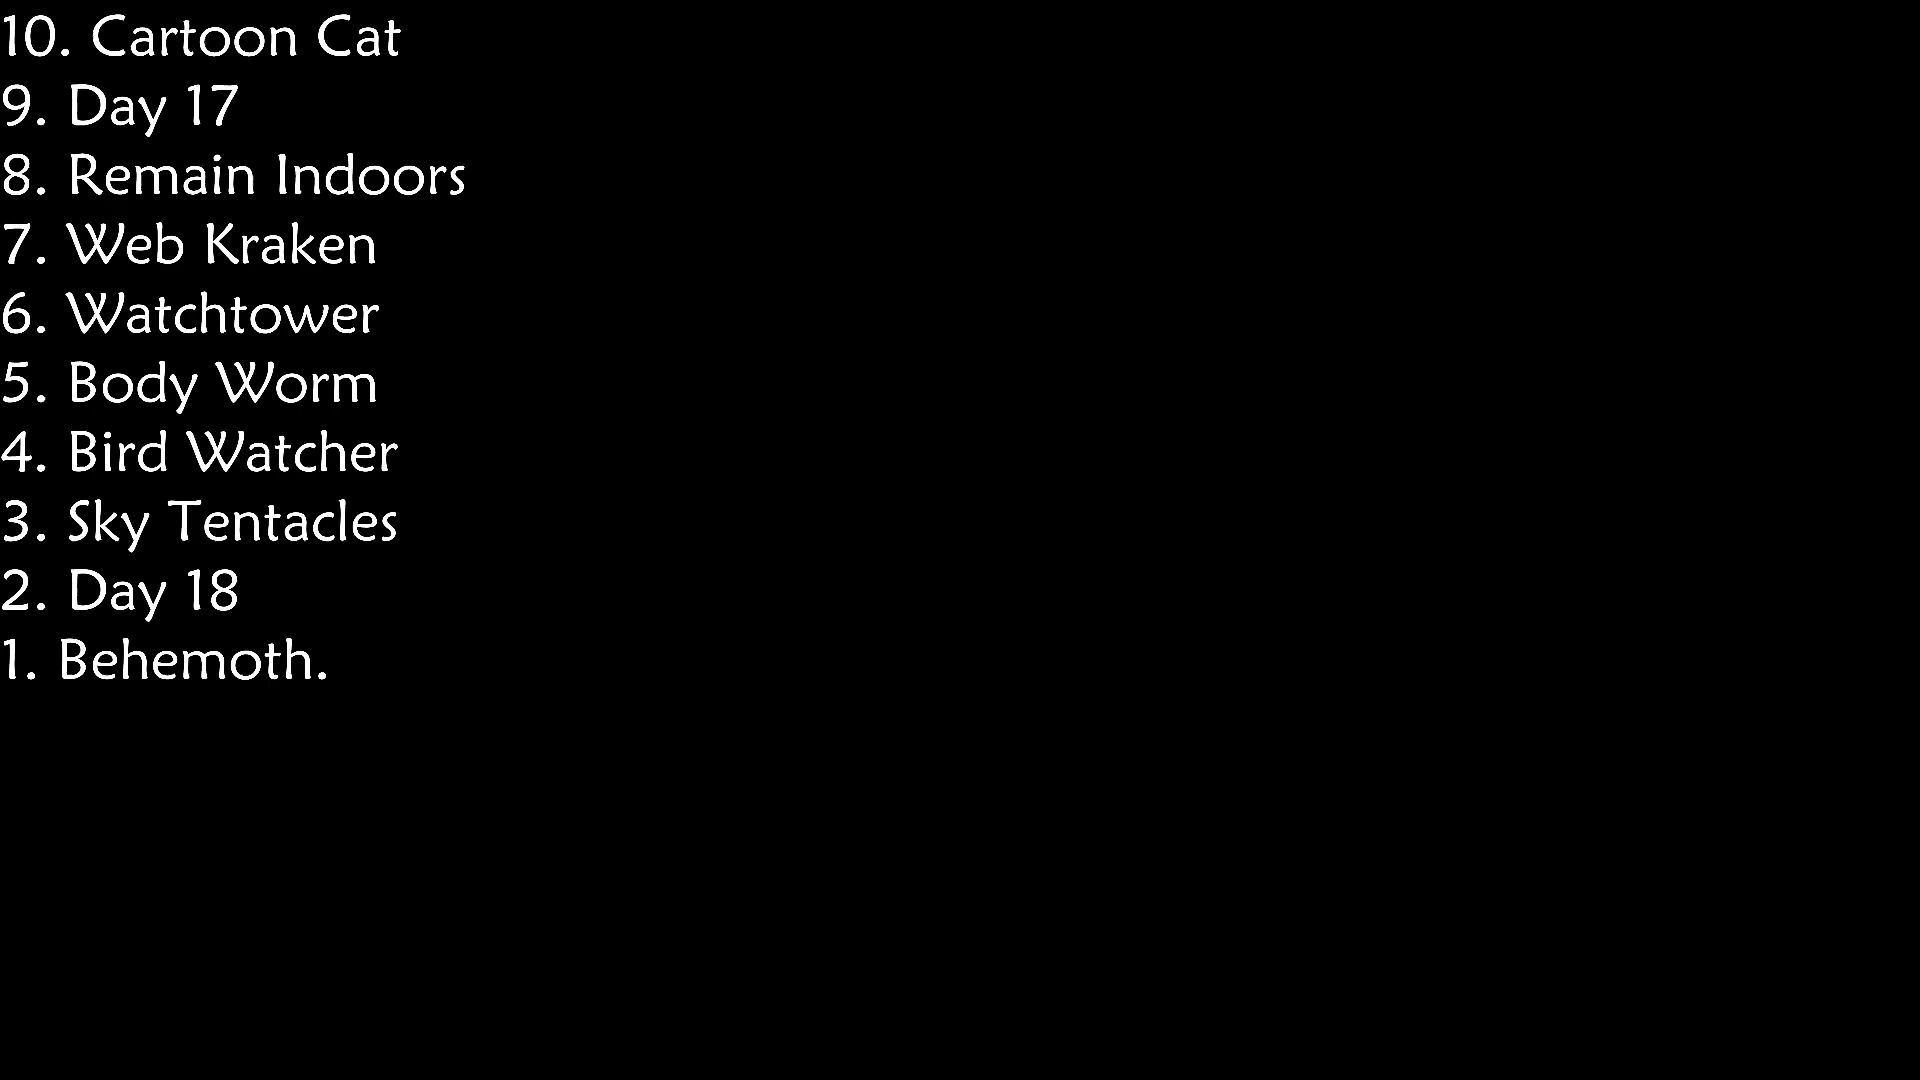 10. Cartoon Cat
9. Day 17
8. Remain Indoors
7. Web Kraken
6. Watchtower
5. Body Worm
4. Bird Watcher
3. Sky Tentacles
2. Day 18
1. Behemoth.